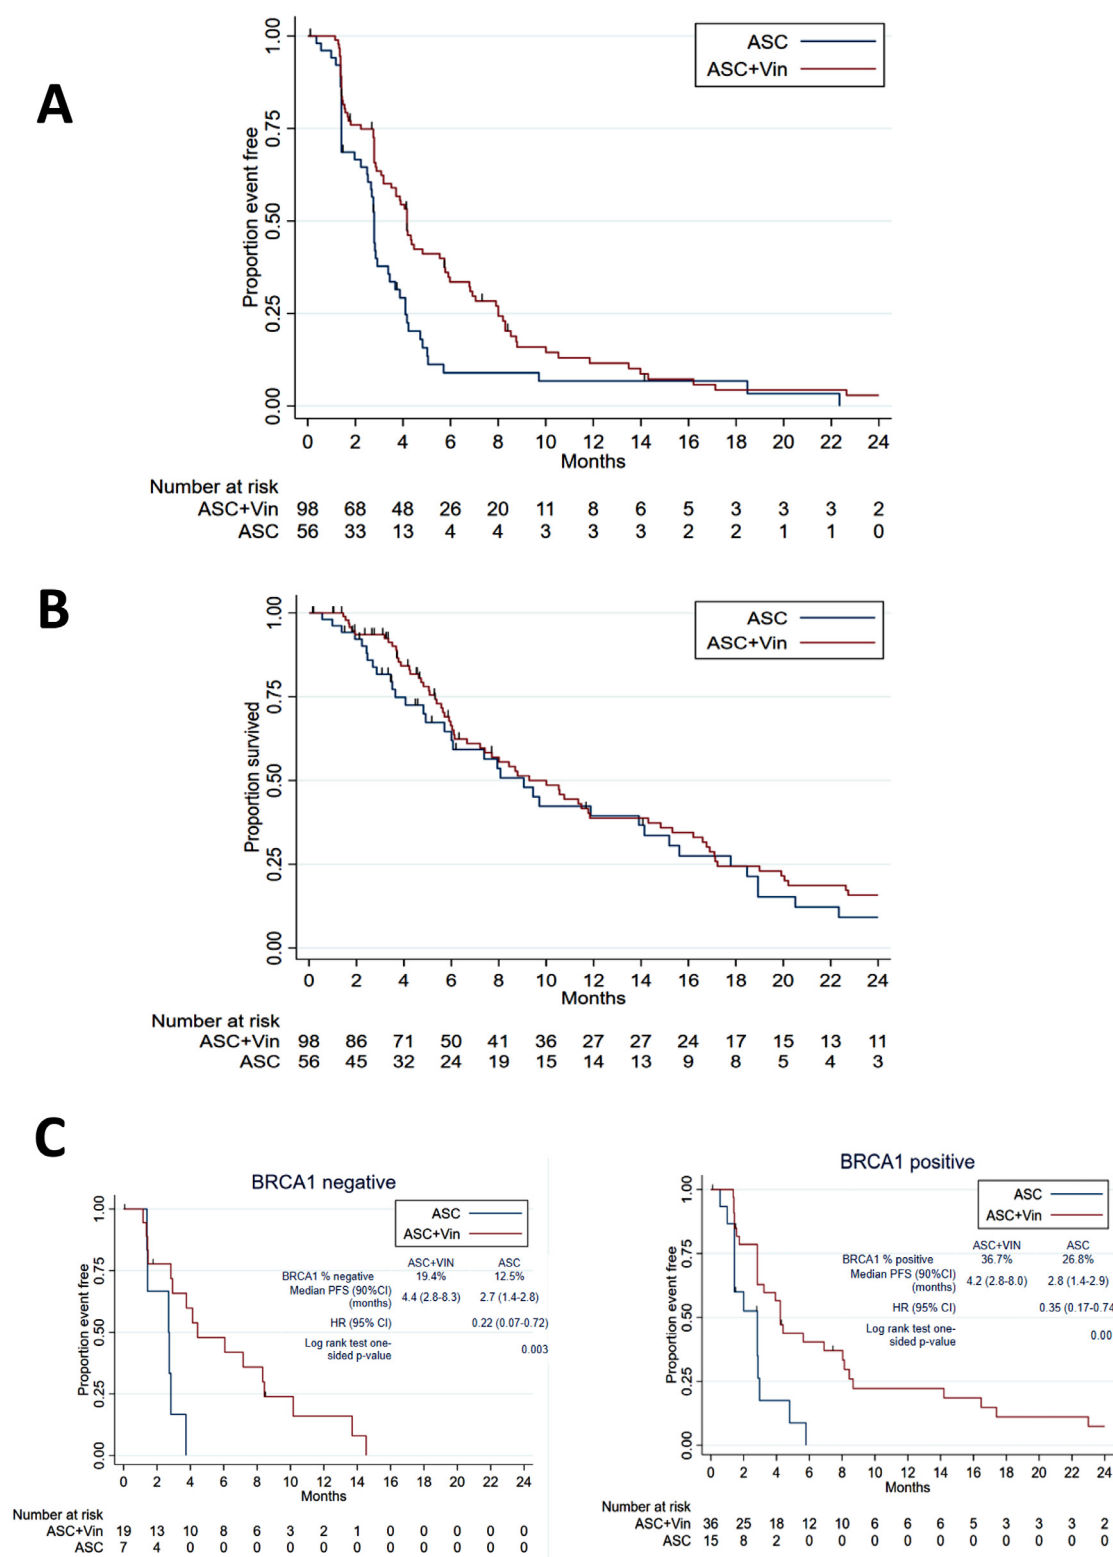 A
ASC
ASC+Vin
Proportion event free
1.00
0.75
0.50
0.25
0.00
0 2 4 6 8 10 12 14 16 18 20 22 24
Months
Number at risk
ASC+Vin 98 68 48 26 20 11 8 6 5 3 3 3 2
ASC 56 33 13 4 4 3 3 3 2 2 1 1 0
B
ASC
ASC+Vin
Proportion survived
1.00
0.75
0.50
0.25
0.00
0 2 4 6 8 10 12 14 16 18 20 22 24
Months
Number at risk
ASC+Vin 98 86 71 50 41 36 27 27 24 17 15 13 11
ASC 56 45 32 24 19 15 14 13 9 8 5 4 3
C
BRCA1 negative
ASC
ASC+Vin
ASC+VIN ASC
BRCA1 % negative 19.4% 12.5%
Median PFS (90%CI) (months) 4.4 (2.8-8.3) 2.7 (1.4-2.8)
HR (95% CI) 0.22 (0.07-0.72)
Log rank test one-
sided p-value 0.003
Proportion event free
1.00
0.75
0.50
0.25
0.00
0 2 4 6 8 10 12 14 16 18 20 22 24
Months
Number at risk
ASC+Vin 19 13 10 8 6 3 2 1 0 0 0 0 0
ASC 7 4 0 0 0 0 0 0 0 0 0 0 0
BRCA1 positive
ASC
ASC+Vin
ASC+VIN ASC
BRCA1 % positive 36.7% 26.8%
Median PFS (90%CI)
(months) 4.2 (2.8-8.0) 2.8 (1.4-2.9)
HR (95% CI) 0.35 (0.17-0.74
Log rank test one-
sided p-value 0.00
Proportion event free
1.00
0.75
0.50
0.25
0.00
0 2 4 6 8 10 12 14 16 18 20 22 24
Months
Number at risk
ASC+Vin 36 25 18 12 10 6 6 6 5 3 3 3 2
ASC 15 8 2 0 0 0 0 0 0 0 0 0 0